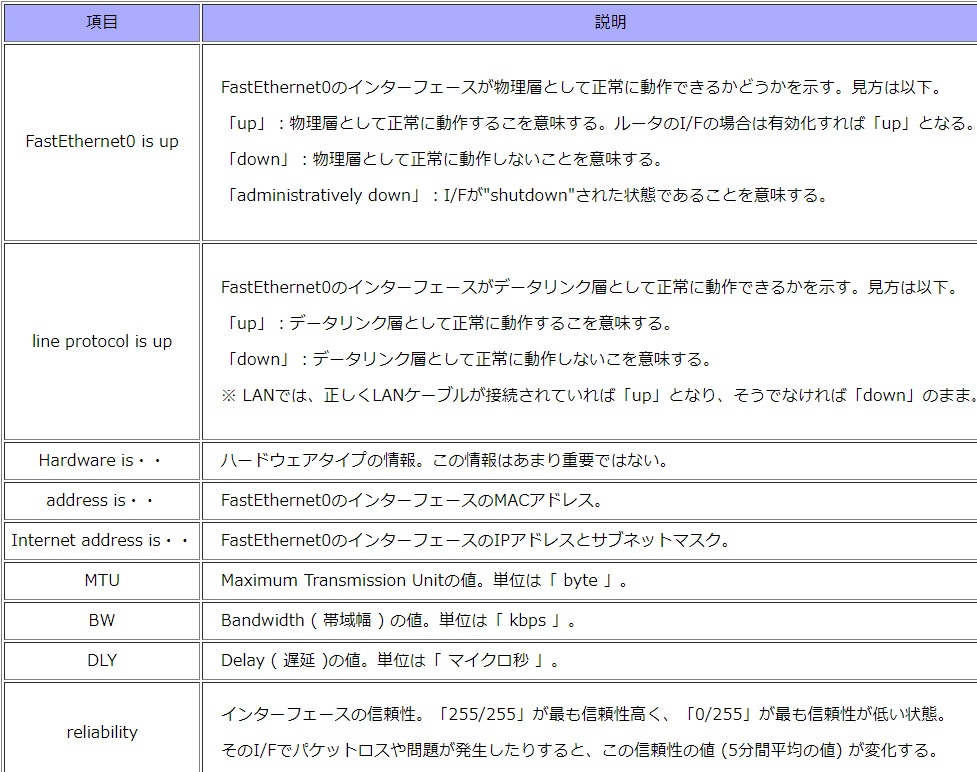 項目
説明
FastEthernet0 is up
FastEthernet0のインターフェースが物理層として正常に動作できるかどうかを示す。見方は以下。
「up」：物理層として正常に動作するこを意味する。ルータのI/Fの場合は有効化すれば「up」となる。
「down」：物理層として正常に動作しないことを意味する。
「administratively down」：I/Fが"shutdown"された状態であることを意味する。
line protocol is up
FastEthernet0のインターフェースがデータリンク層として正常に動作できるかを示す。見方は以下。
「up」：データリンク層として正常に動作するこを意味する。
「down」：データリンク層として正常に動作しないこを意味する。
※ LANでは、正しくLANケーブルが接続されていれば「up」となり、そうでなければ「down」のまま。
Hardware is・・
ハードウェアタイプの情報。この情報はあまり重要ではない。
address is・・
FastEthernet0のインターフェースのMACアドレス。
Internet address is・・
FastEthernet0のインターフェースのIPアドレスとサブネットマスク。
MTU
Maximum Transmission Unitの値。単位は「 byte 」。
BW
Bandwidth ( 帯域幅 ) の値。単位は「 kbps 」。
DLY
Delay ( 遅延 )の値。単位は「 マイクロ秒 」。
reliability
インターフェースの信頼性。「255/255」が最も信頼性高く、「0/255」が最も信頼性が低い状態。
そのI/Fでパケットロスや問題が発生したりすると、この信頼性の値 (5分間平均の値) が変化する。